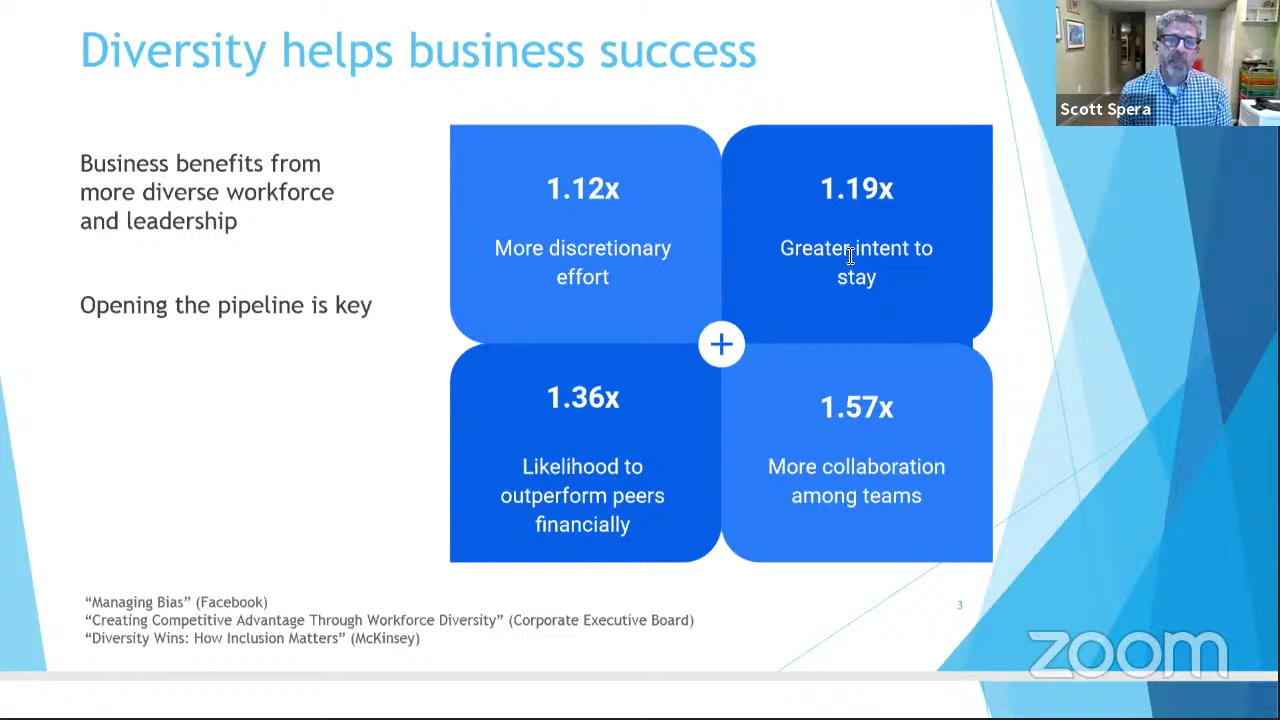 Diversity helps business success
Scott Spera
Business benefits from
more diverse workforce
and leadership
Opening the pipeline is key
1.12x
More discretionary
effort
1.19x
Greater intent to
stay
+
1.36x
Likelihood to
outperform peers
financially
1.57x
More collaboration
among teams
“Managing Bias” (Facebook)
“Creating Competitive Advantage Through Workforce Diversity” (Corporate Executive Board)
“Diversity Wins: How Inclusion Matters” (McKinsey)
3
zoom